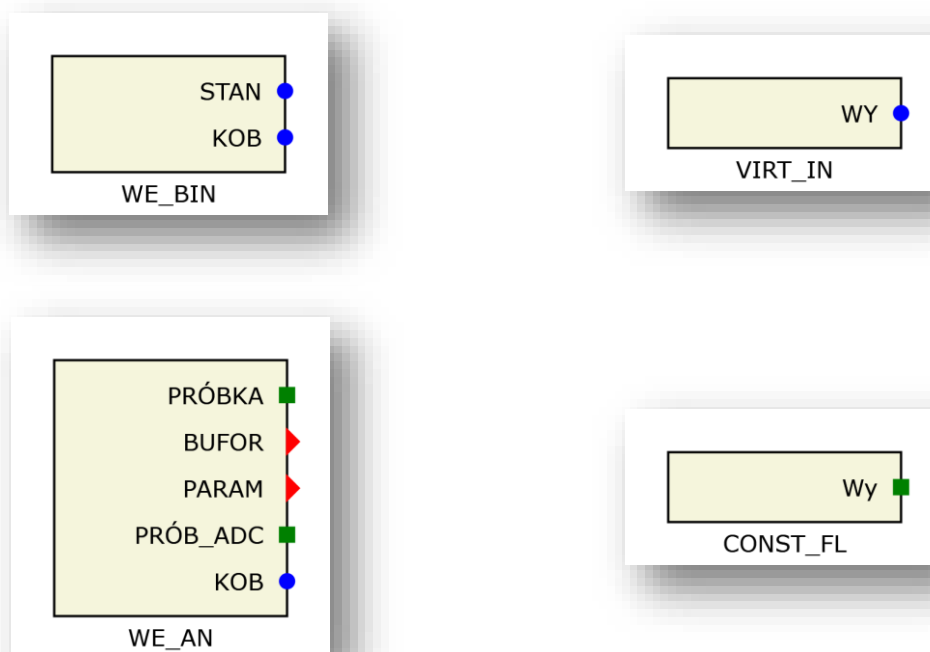 STAN
KOB
WE_BIN
WY
VIRT_IN
PRÓBKA
BUFOR
PARAM
PRÓB_ADC
KOB
WE_AN
Wy
CONST_FL